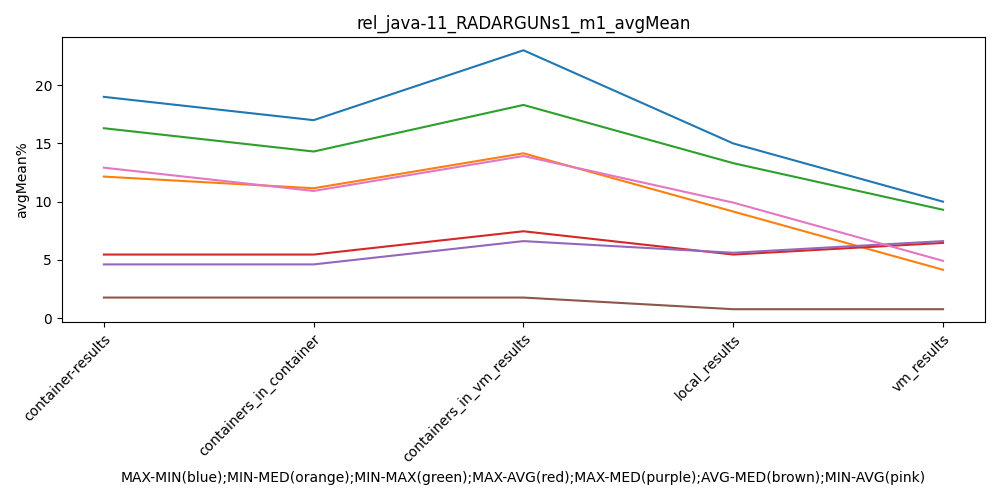 rel_java-11_RADARGUNs1_m1_avgMean
avgMean%
20
15
10
5
0
container-results
containers_in_container
containers_in_vm_results
local_results
vm_results
MAX-MIN(blue);MIN-MED(orange);MIN-MAX(green);MAX-AVG(red);MAX-MED(purple);AVG-MED(brown);MIN-AVG(pink)